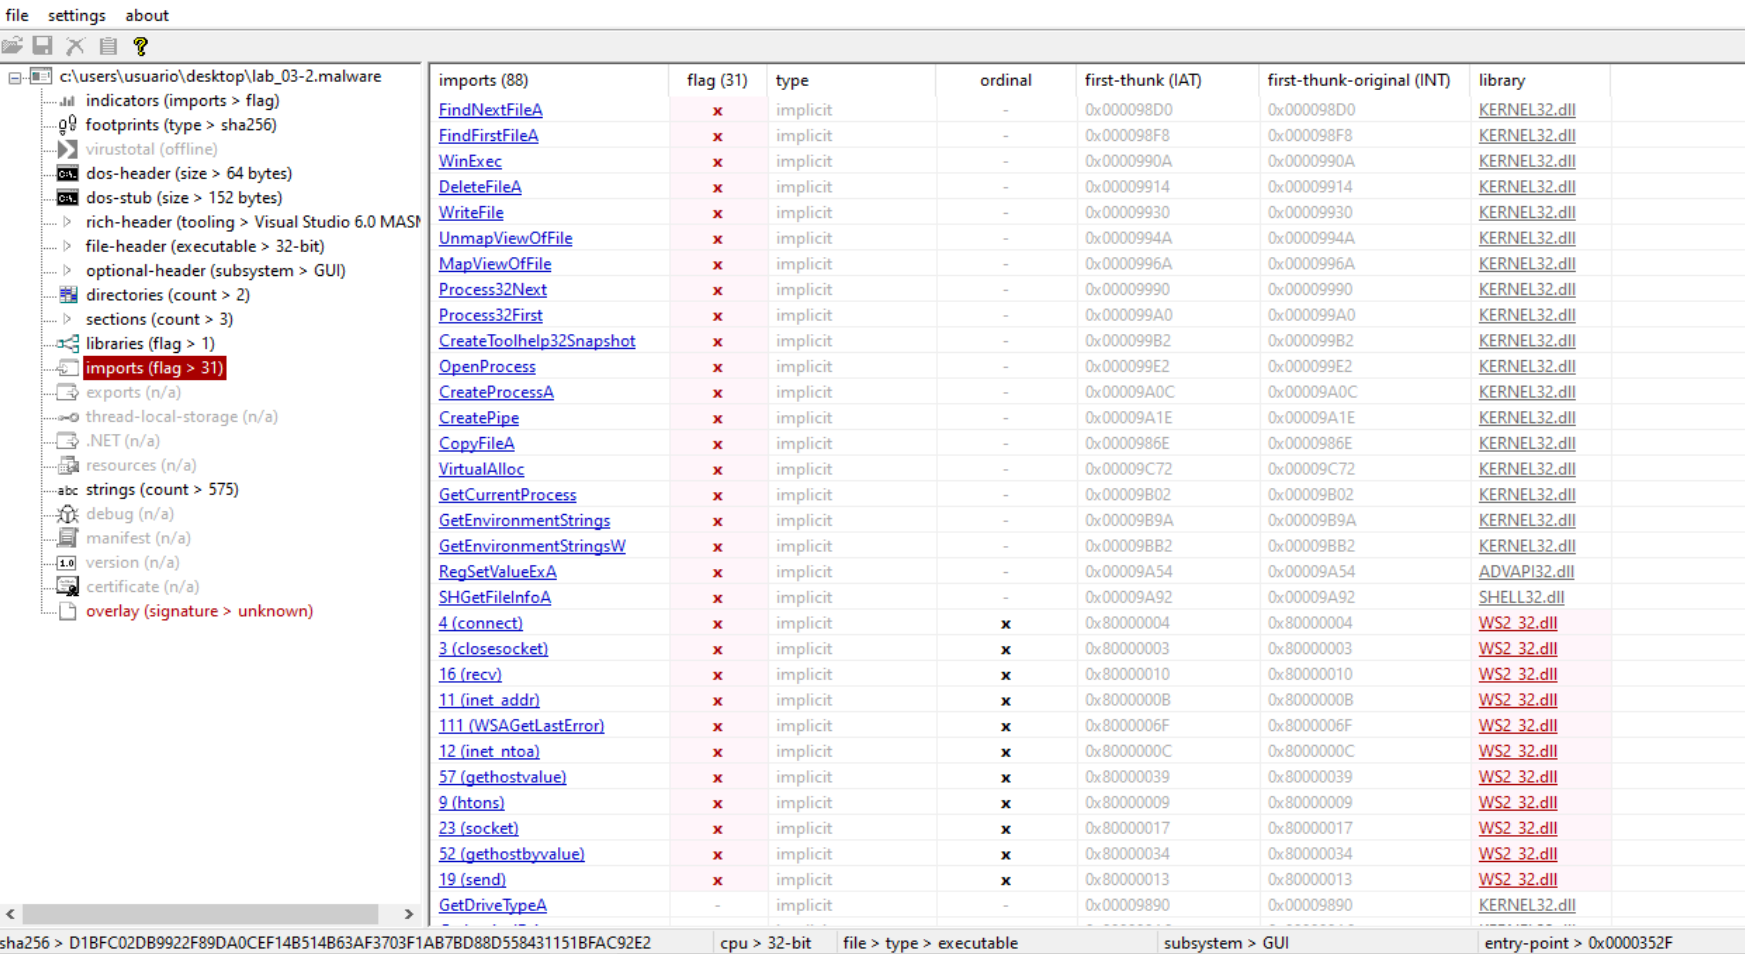 file settings about
c:\users\usuario\desktop\lab_03-2.malware
indicators (imports > flag)
footprints (type > sha256)
virustotal (offline)
dos-header (size > 64 bytes)
dos-stub (size > 152 bytes)
rich-header (tooling > Visual Studio 6.0 MASM
file-header (executable > 32-bit)
optional-header (subsystem > GUI)
directories (count > 2)
sections (count > 3)
libraries (flag > 1)
imports (flag > 31)
exports (n/a)
thread-local-storage (n/a)
.NET (n/a)
resources (n/a)
abc strings (count > 575)
debug (n/a)
manifest (n/a)
1.0 version (n/a)
certificate (n/a)
overlay (signature > unknown)
imports (88) flag (31) type ordinal first-thunk (IAT) first-thunk-original (INT) library
FindNextFileA x implicit - 0x000098D0 0x000098D0 KERNEL32.dll
FindFirstFileA x implicit - 0x000098F8 0x000098F8 KERNEL32.dll
WinExec x implicit - 0x0000990A 0x0000990A KERNEL32.dll
DeleteFileA x implicit - 0x00009914 0x00009914 KERNEL32.dll
WriteFile x implicit - 0x00009930 0x00009930 KERNEL32.dll
UnmapViewOfFile x implicit - 0x0000994A 0x0000994A KERNEL32.dll
MapViewOfFile x implicit - 0x0000996A 0x0000996A KERNEL32.dll
Process32Next x implicit - 0x00009990 0x00009990 KERNEL32.dll
Process32First x implicit - 0x000099A0 0x000099A0 KERNEL32.dll
CreateToolhelp32Snapshot x implicit - 0x000099B2 0x000099B2 KERNEL32.dll
OpenProcess x implicit - 0x000099E2 0x000099E2 KERNEL32.dll
CreateProcessA x implicit - 0x00009A0C 0x00009A0C KERNEL32.dll
CreatePipe x implicit - 0x00009A1E 0x00009A1E KERNEL32.dll
CopyFileA x implicit - 0x0000986E 0x0000986E KERNEL32.dll
VirtualAlloc x implicit - 0x00009C72 0x00009C72 KERNEL32.dll
GetCurrentProcess x implicit - 0x00009B02 0x00009B02 KERNEL32.dll
GetEnvironmentStrings x implicit - 0x00009B9A 0x00009B9A KERNEL32.dll
GetEnvironmentStringsW x implicit - 0x00009BB2 0x00009BB2 KERNEL32.dll
RegSetValueExA x implicit - 0x00009A54 0x00009A54 ADVAPI32.dll
SHGetFileInfoA x implicit - 0x00009A92 0x00009A92 SHELL32.dll
4 (connect) x implicit x 0x80000004 0x80000004 WS2_32.dll
3 (closesocket) x implicit x 0x80000003 0x80000003 WS2_32.dll
16 (recv) x implicit x 0x80000010 0x80000010 WS2_32.dll
11 (inet_addr) x implicit x 0x8000000B 0x8000000B WS2_32.dll
111 (WSAGetLastError) x implicit x 0x8000006F 0x8000006F WS2_32.dll
12 (inet_ntoa) x implicit x 0x8000000C 0x8000000C WS2_32.dll
57 (gethostvalue) x implicit x 0x80000039 0x80000039 WS2_32.dll
9 (htons) x implicit x 0x80000009 0x80000009 WS2_32.dll
23 (socket) x implicit x 0x80000017 0x80000017 WS2_32.dll
52 (gethostbyvalue) x implicit x 0x80000034 0x80000034 WS2_32.dll
19 (send) x implicit x 0x80000013 0x80000013 WS2_32.dll
GetDriveTypeA - implicit - 0x00009890 0x00009890 KERNEL32.dll
sha256 > D1BFC02DB9922F89DA0CEF14B514B63AF3703F1AB7BD88D558431151BFAC92E2 cpu > 32-bit file > type > executable subsystem > GUI entry-point > 0x0000352F